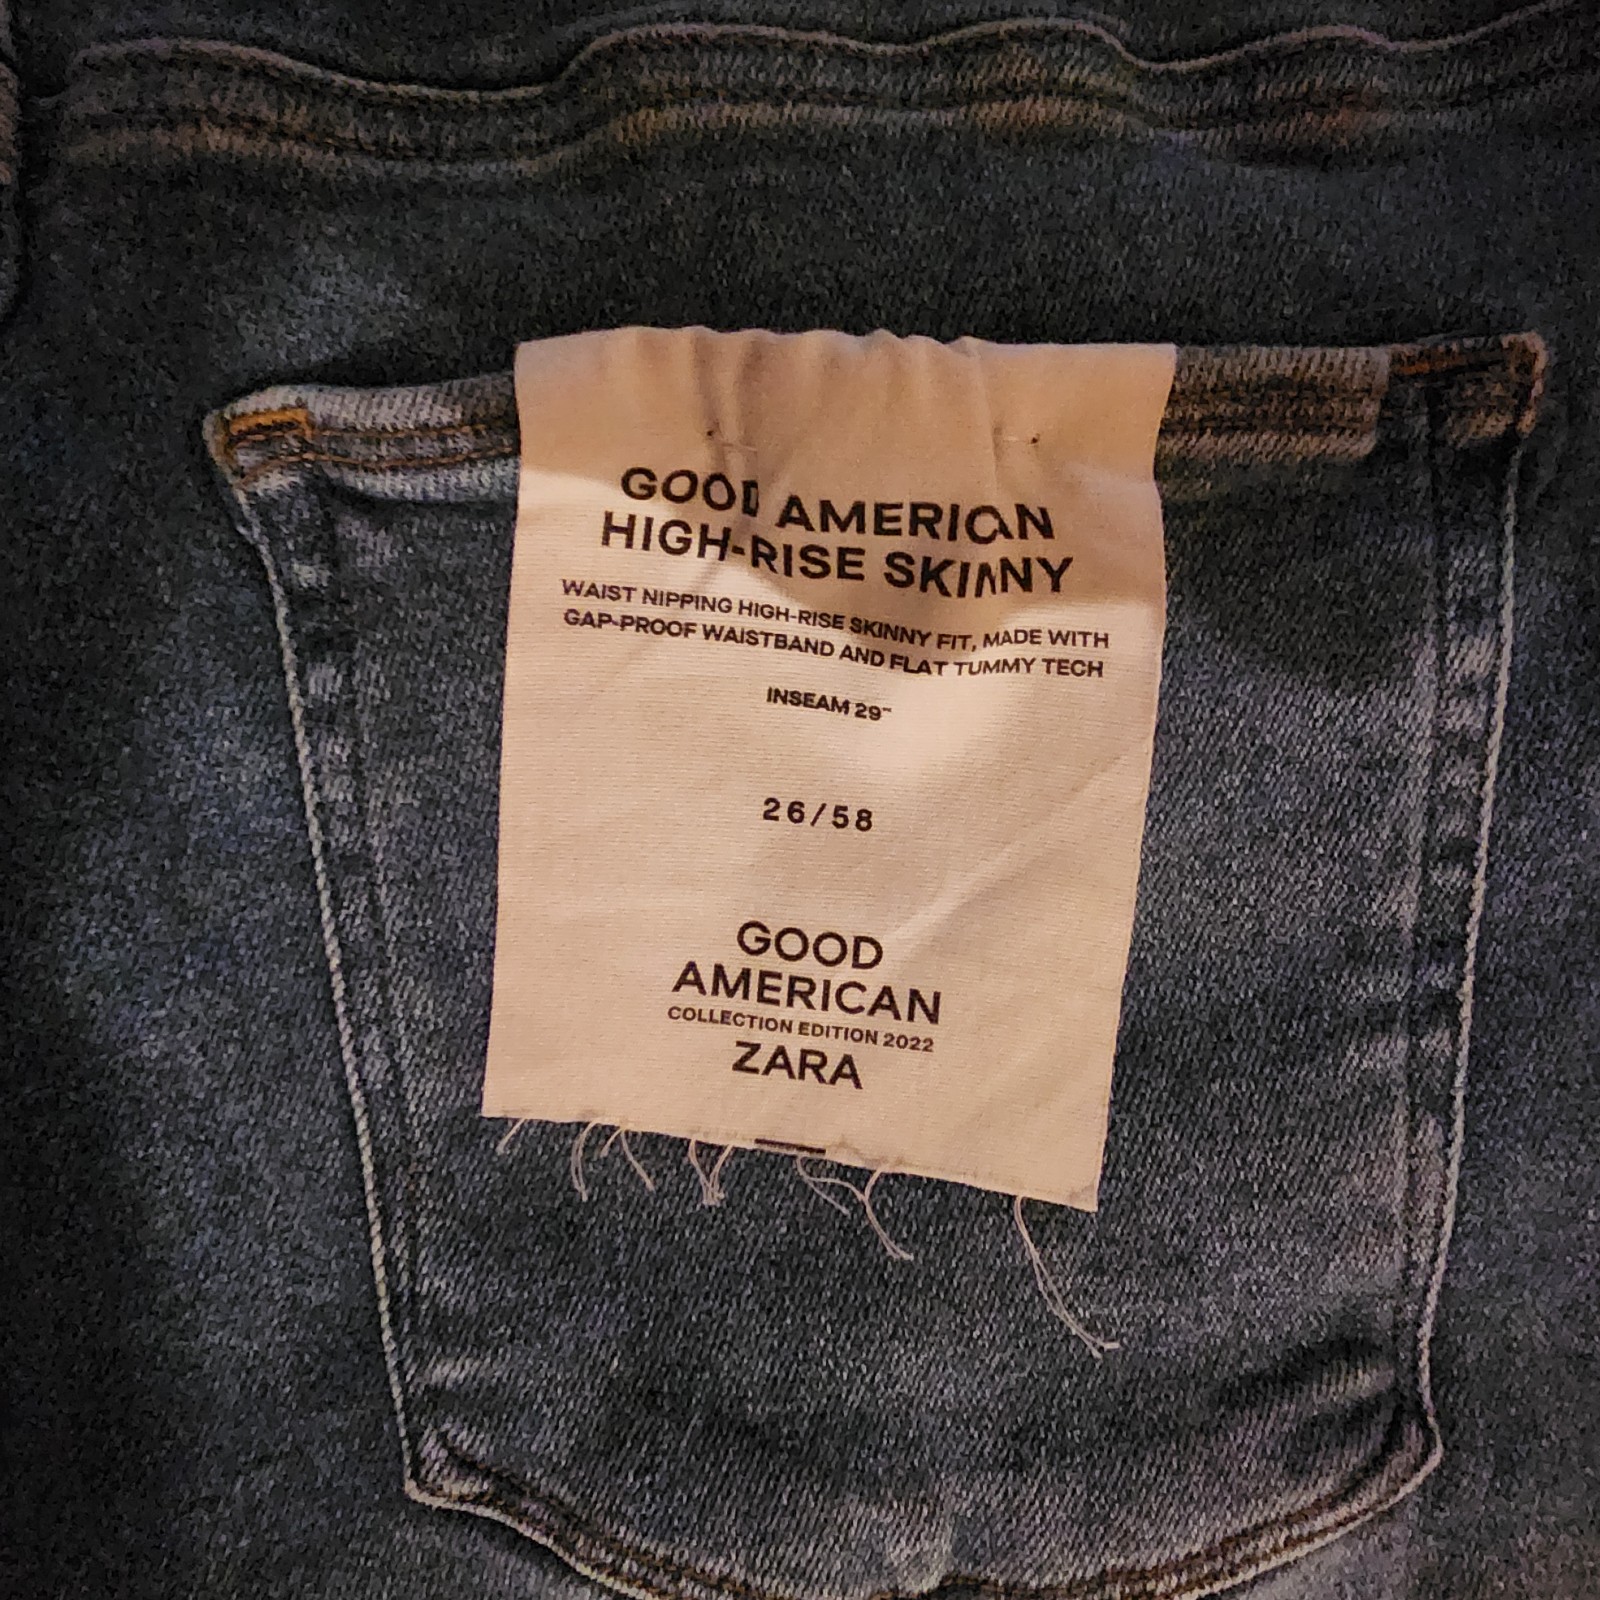 GOOD AMERICAN
HIGH-RISE SKINNY
WAIST NIPPING HIGH-RISE SKINNY FIT, MADE WITH
GAP-PROOF WAISTBAND AND FLAT TUMMY TECH
INSEAM 29"
26/58
GOOD
AMERICAN
COLLECTION EDITION 2022
ZARA